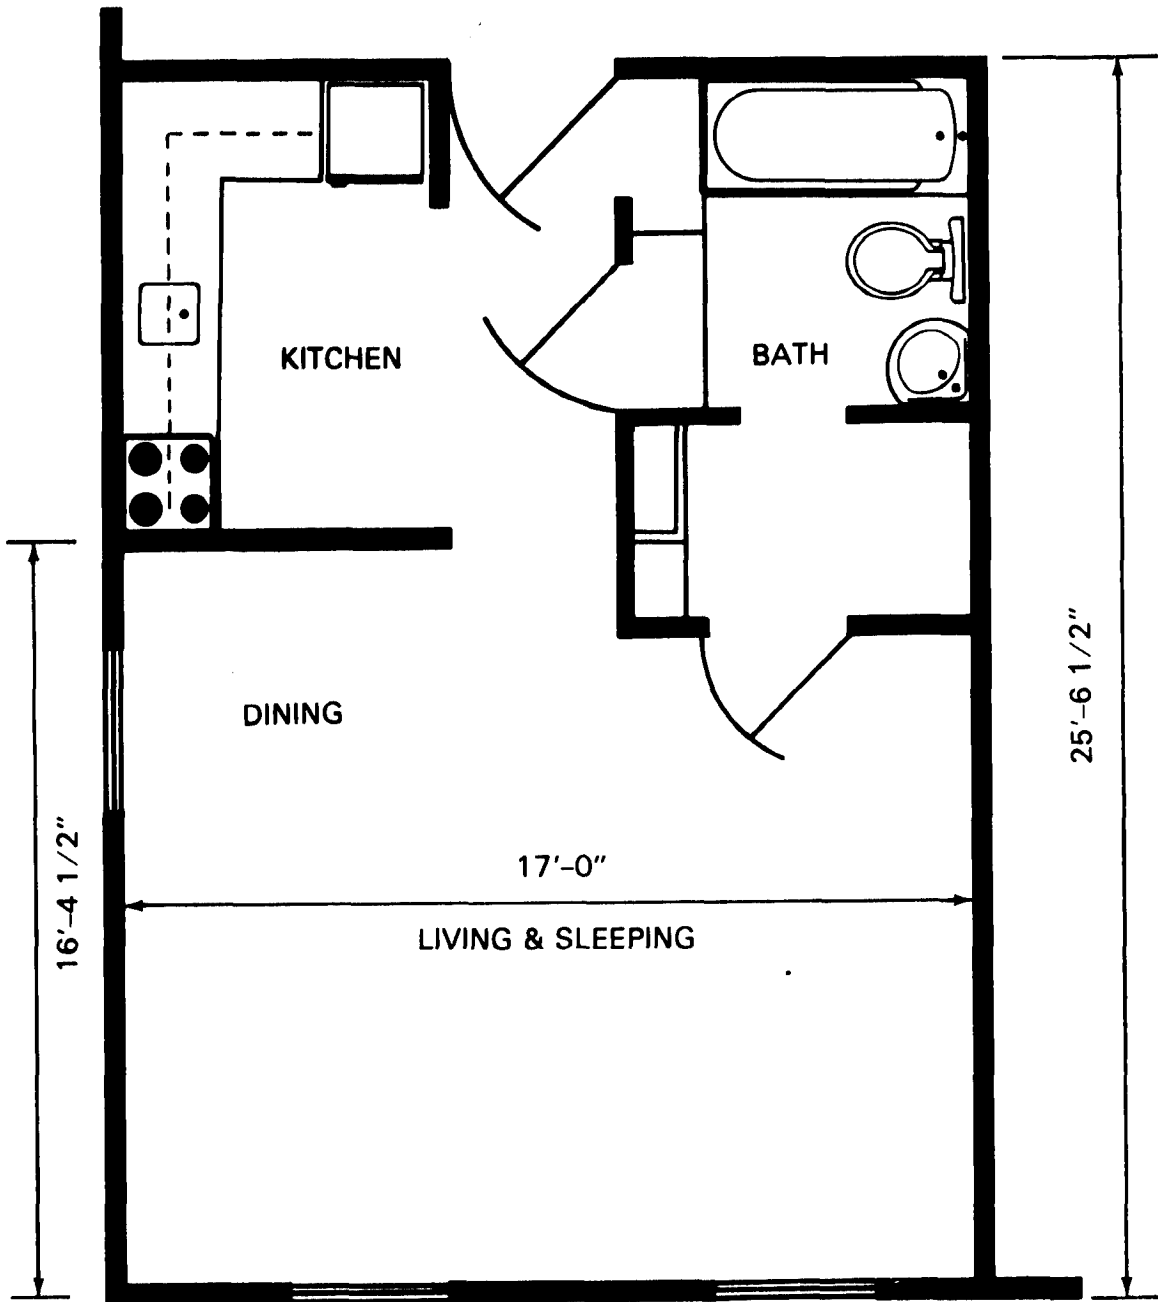 KITCHEN
BATH
DINING
25'-6 1/2"
16'-4 1/2"
17'-0"
LIVING & SLEEPING